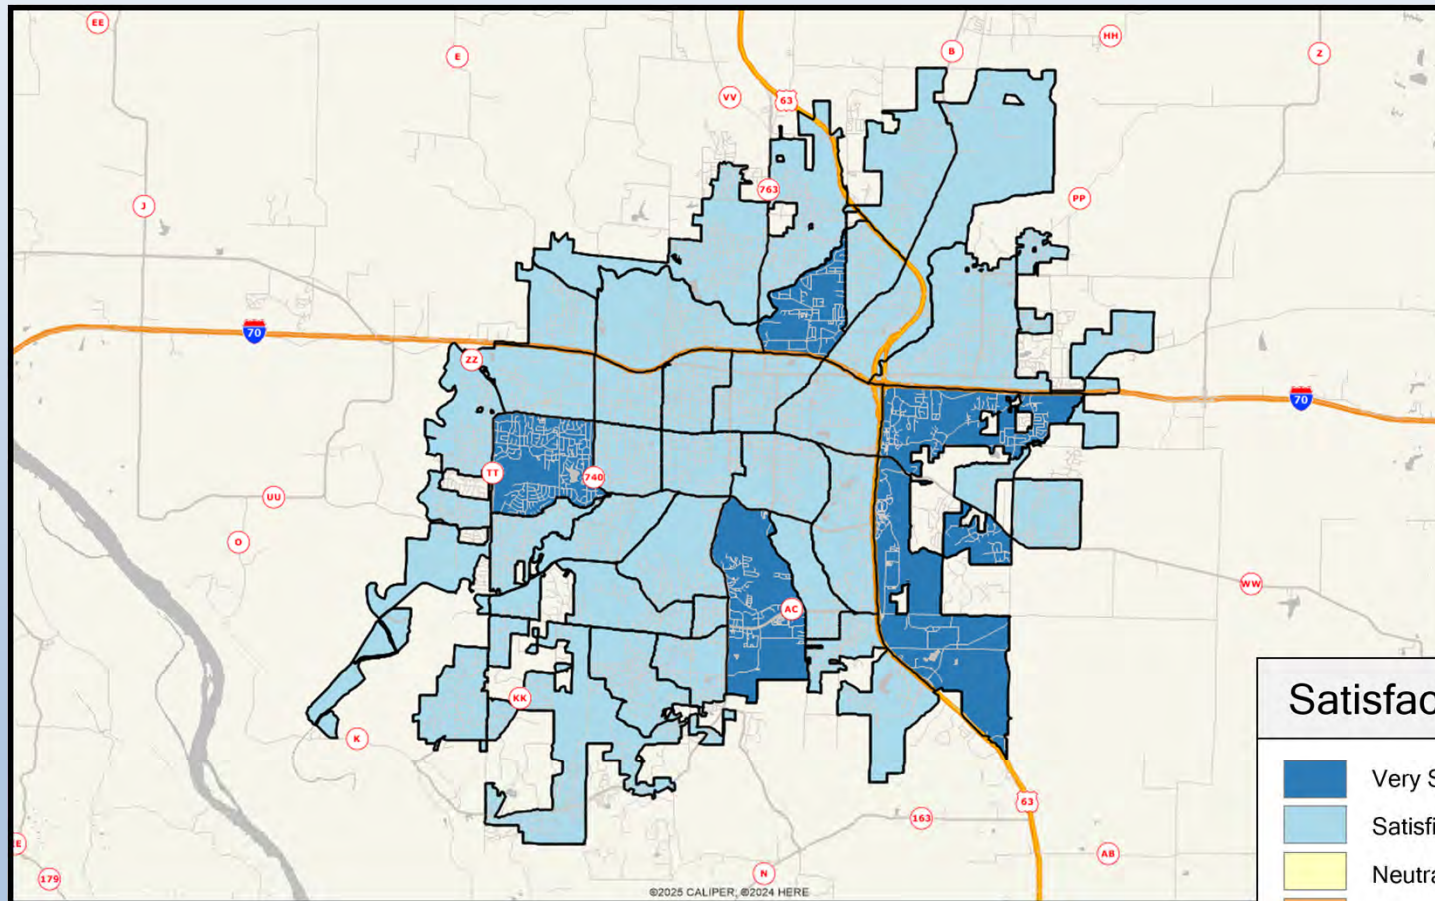 EE
E
B
HH
Z
VV
63
763
PP
J
70
ZZ
70
TT
740
UU
O
WW
AC
KK
K
63
163
AB
EE
179
N
©2025 CALIPER; ©2024 HERE
Satisfac
Very S
Satisfi
Neutra